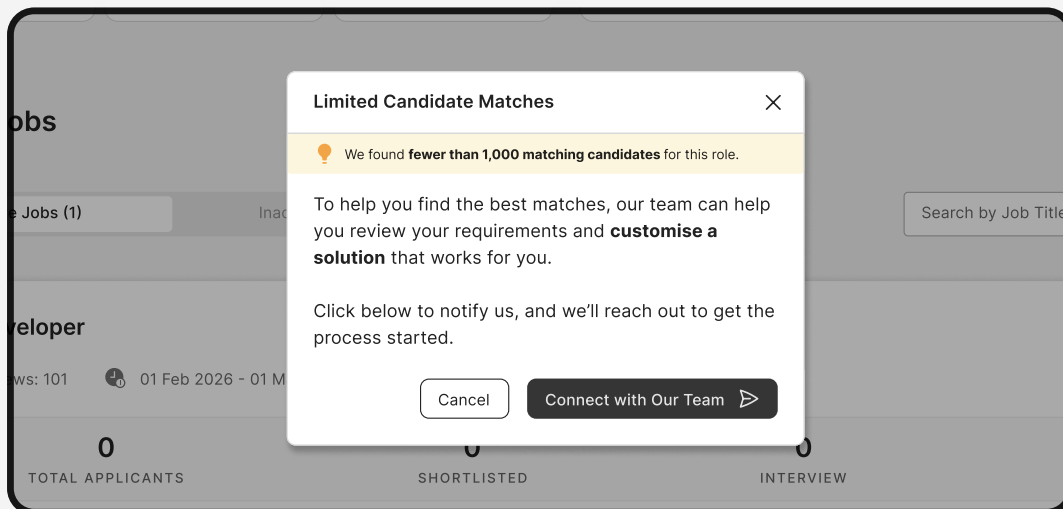 Limited Candidate Matches
We found fewer than 1,000 matching candidates for this role.
To help you find the best matches, our team can help
you review your requirements and customise a
solution that works for you.
Click below to notify us, and we’ll reach out to get the
process started.
Cancel
Connect with Our Team
obs
e Jobs (1)
Inac
Search by Job Title
veloper
ews: 101
01 Feb 2026 - 01 M
0
0
0
TOTAL APPLICANTS
SHORTLISTED
INTERVIEW